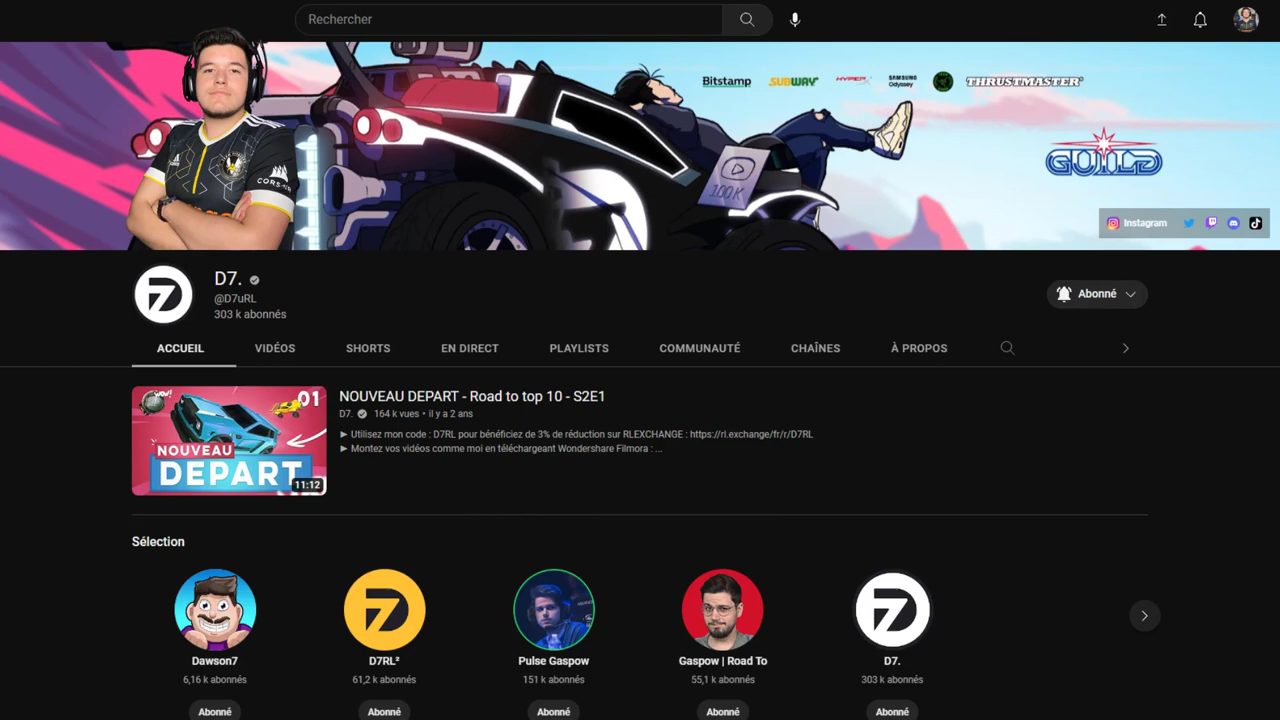 Rechercher
Bitstamp
SUBWAY
HYPER
SAMSUNG
Odyssey
THRUSTMASTER
CORSAIR
100K
GUILD
Instagram
D7.
@D7uRL
303 k abonnés
Abonné
ACCUEIL
VIDÉOS
SHORTS
EN DIRECT
PLAYLISTS
COMMUNAUTÉ
CHAÎNES
À PROPOS
WOW!
01
NOUVEAU
DEPART
11:12
NOUVEAU DEPART - Road to top 10 - S2E1
D7. 164 k vues • il y a 2 ans
► Utilisez mon code : D7RL pour bénéficiez de 3% de réduction sur RLEXCHANGE : https://rl.exchange/fr/r/D7RL
► Montez vos vidéos comme moi en téléchargeant Wondershare Filmora : ...
Sélection
Dawson7
6,16 k abonnés
Abonné
D7RL²
61,2 k abonnés
Abonné
Pulse Gaspow
151 k abonnés
Abonné
Gaspow | Road To
55,1 k abonnés
Abonné
D7.
303 k abonnés
Abonné